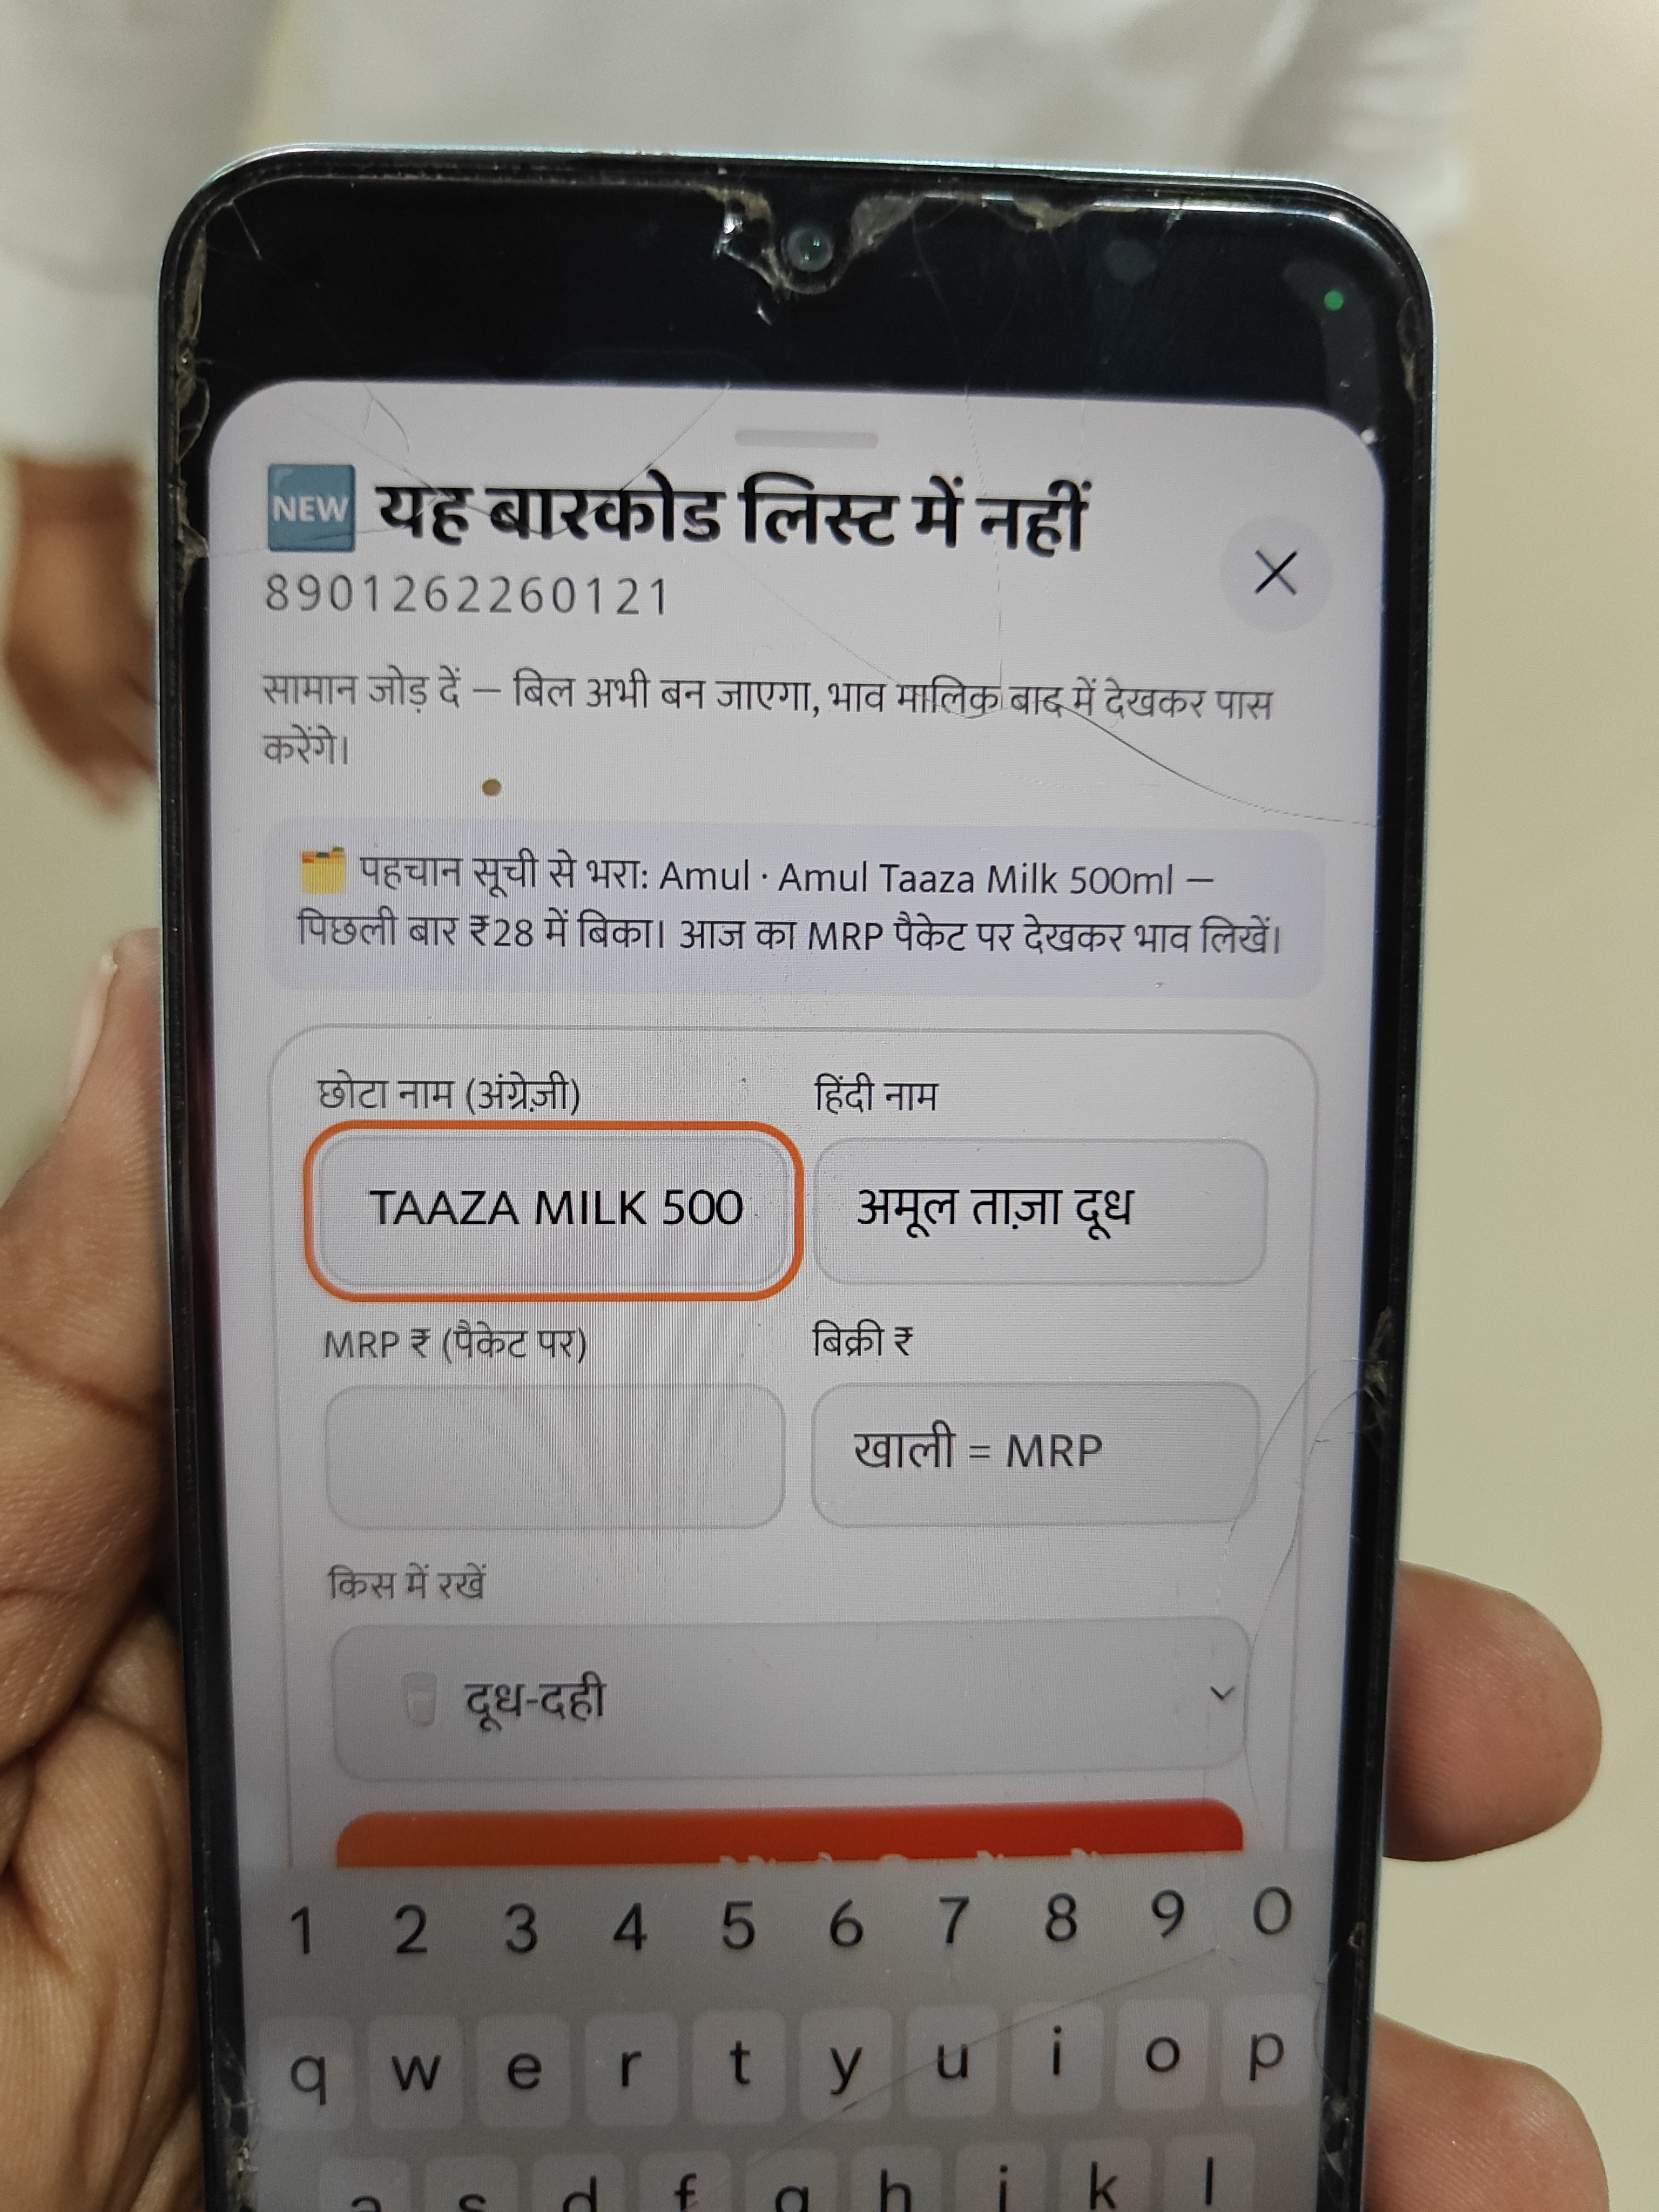 NEW यह बारकोड लिस्ट में नहीं
8901262260121
सामान जोड़ दें — बिल अभी बन जाएगा, भाव मालिक बाद में देखकर पास
करेंगे।
पहचान सूची से भरा: Amul · Amul Taaza Milk 500ml —
पिछली बार ₹28 में बिका। आज का MRP पैकेट पर देखकर भाव लिखें।
छोटा नाम (अंग्रेज़ी) हिंदी नाम
TAAZA MILK 500 अमूल ताज़ा दूध
MRP ₹ (पैकेट पर) बिक्री ₹
खाली = MRP
किस में रखें
दूध-दही
1 2 3 4 5 6 7 8 9 0
q w e r t y u i o p
a s d f g h j k l